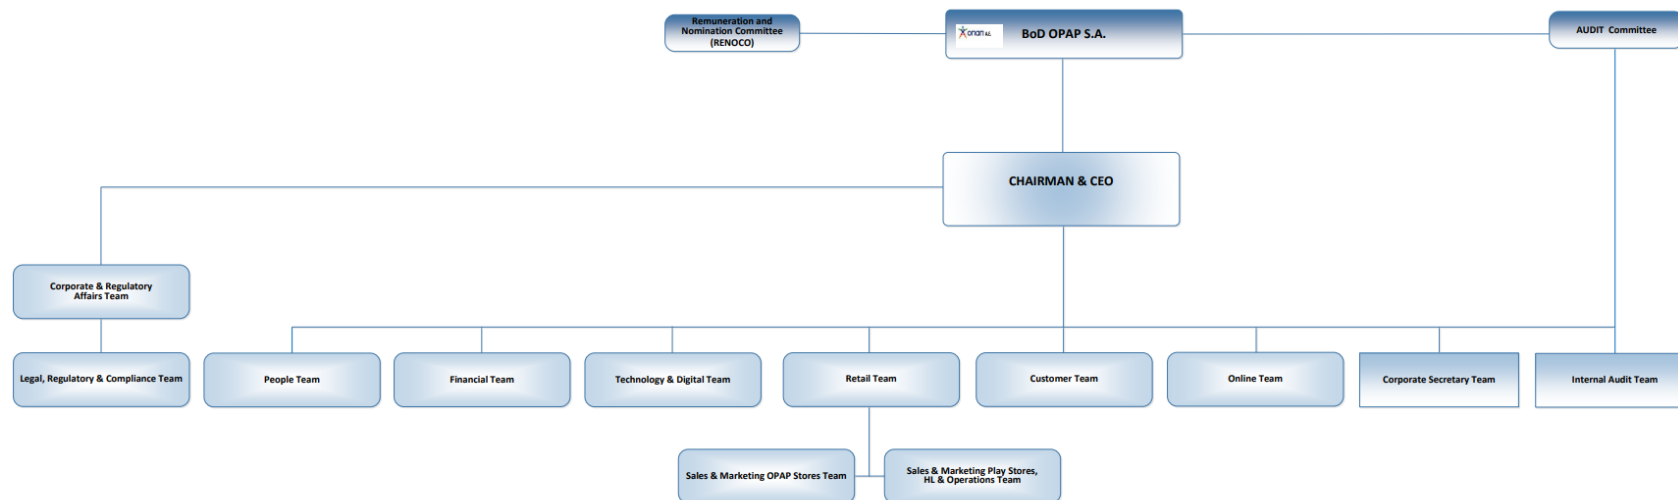 Remuneration and
Nomination Committee
(RENOCO)
BoD OPAP S.A.
AUDIT Committee
CHAIRMAN & CEO
Corporate & Regulatory
Affairs Team
Legal, Regulatory & Compliance Team
People Team
Financial Team
Technology & Digital Team
Retail Team
Customer Team
Online Team
Corporate Secretary Team
Internal Audit Team
Sales & Marketing OPAP Stores Team
Sales & Marketing Play Stores,
HL & Operations Team